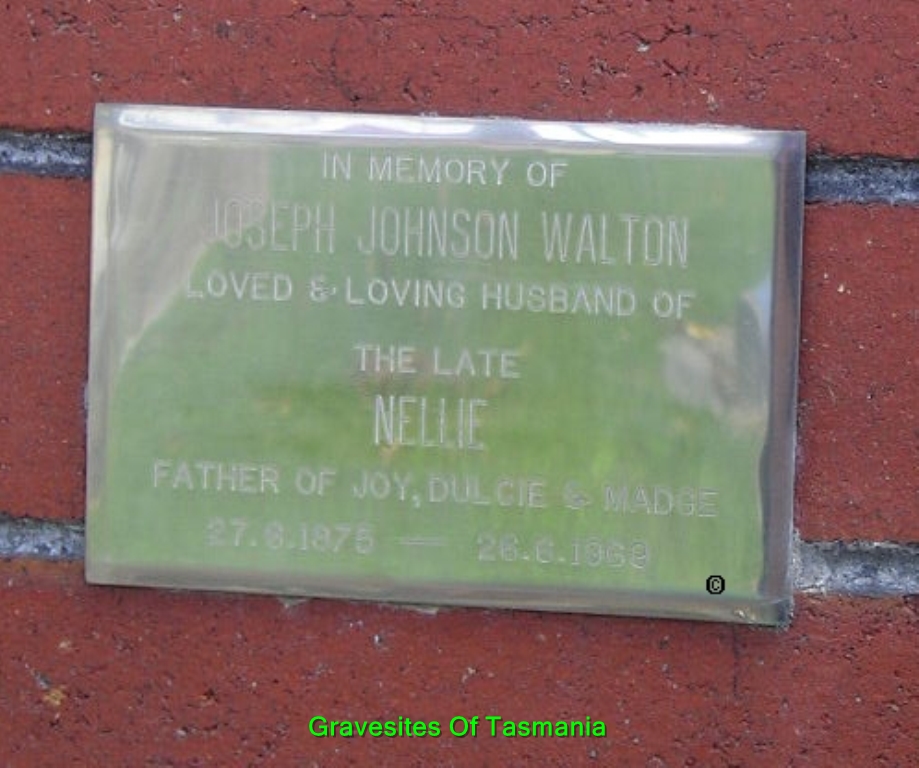 IN MEMORY OF
JOSEPH JOHNSON WALTON
LOVED & LOVING HUSBAND OF
THE LATE
NELLIE
FATHER OF JOY, DULCIE & MADGE
©
Gravesites Of Tasmania